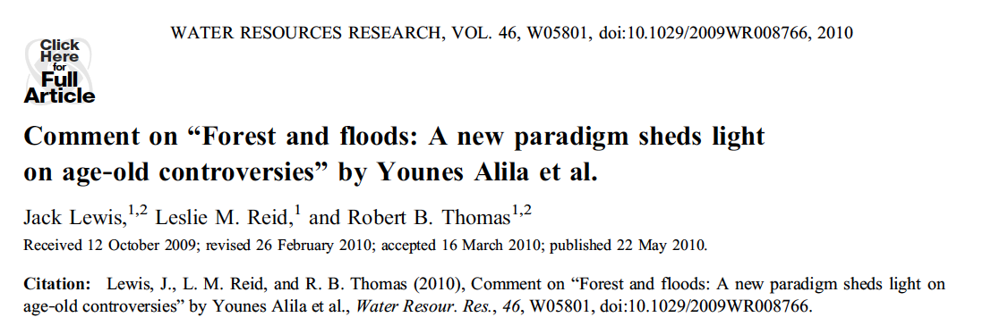 WATER RESOURCES RESEARCH, VOL. 46, W05801, doi:10.1029/2009WR008766, 2010
Click
Here
for
Full
Article
Comment on “Forest and floods: A new paradigm sheds light
on age-old controversies” by Younes Alila et al.
Jack Lewis,1,2 Leslie M. Reid,1 and Robert B. Thomas1,2
Received 12 October 2009; revised 26 February 2010; accepted 16 March 2010; published 22 May 2010.
Citation: Lewis, J., L. M. Reid, and R. B. Thomas (2010), Comment on “Forest and floods: A new paradigm sheds light on
age-old controversies” by Younes Alila et al., Water Resour. Res., 46, W05801, doi:10.1029/2009WR008766.